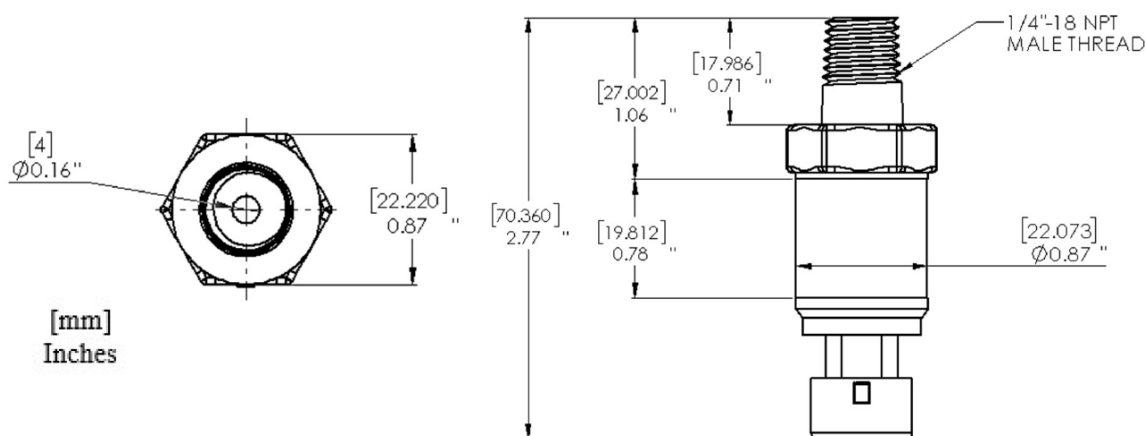 [4]
Ø0.16"
[22.220]
0.87 "
[mm]
Inches
[70.360]
2.77 "
[27.002]
1.06 "
[17.986]
0.71 "
[19.812]
0.78 "
1/4"-18 NPT
MALE THREAD
[22.073]
Ø0.87"